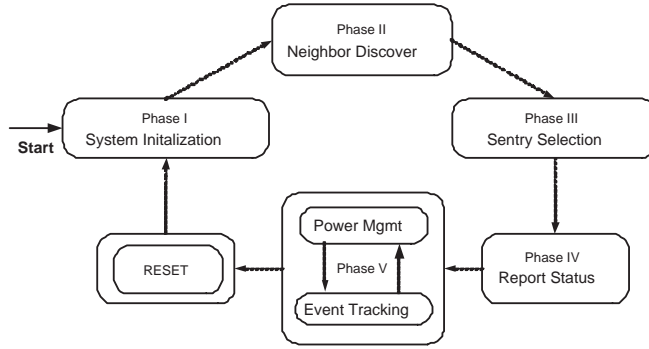 Phase II
Neighbor Discover
Phase I
System Initalization
Start
Phase III
Sentry Selection
Power Mgmt
Phase V
Event Tracking
Phase IV
Report Status
RESET